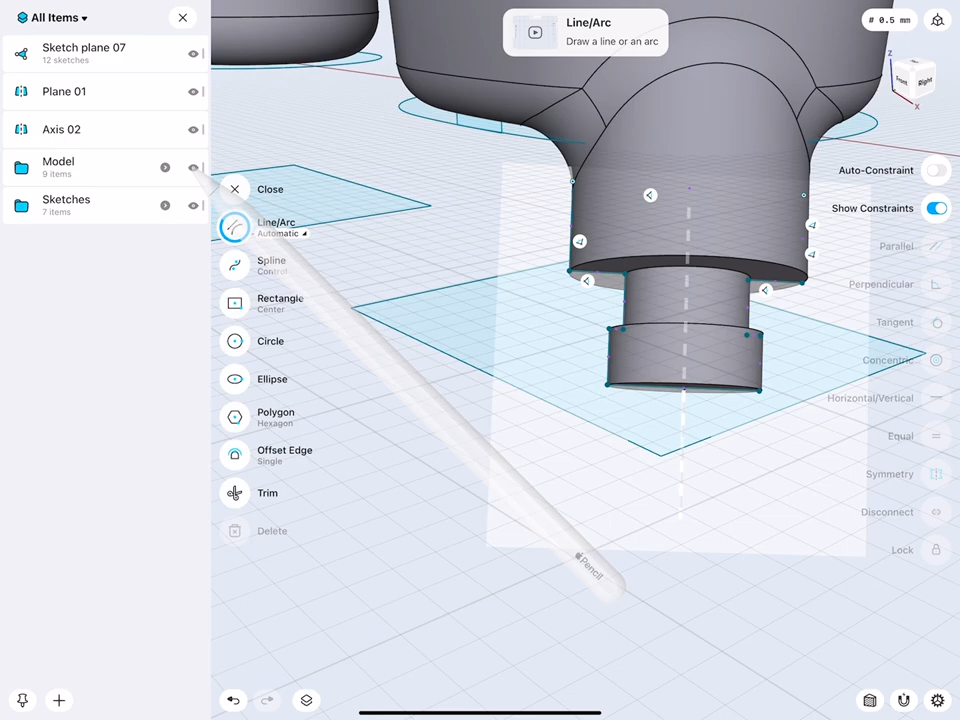 All Items
Sketch plane 07
12 sketches
Plane 01
Axis 02
Model
9 items
Sketches
7 items
Line/Arc
Draw a line or an arc
# 0.5 mm
Z
Front
Right
X
Close
Line/Arc
Automatic
Spline
Control
Rectangle
Center
Circle
Ellipse
Polygon
Hexagon
Offset Edge
Single
Trim
Delete
Auto-Constraint
Show Constraints
Parallel
Perpendicular
Tangent
Concentric
Horizontal/Vertical
Equal
Symmetry
Disconnect
Lock
Pencil